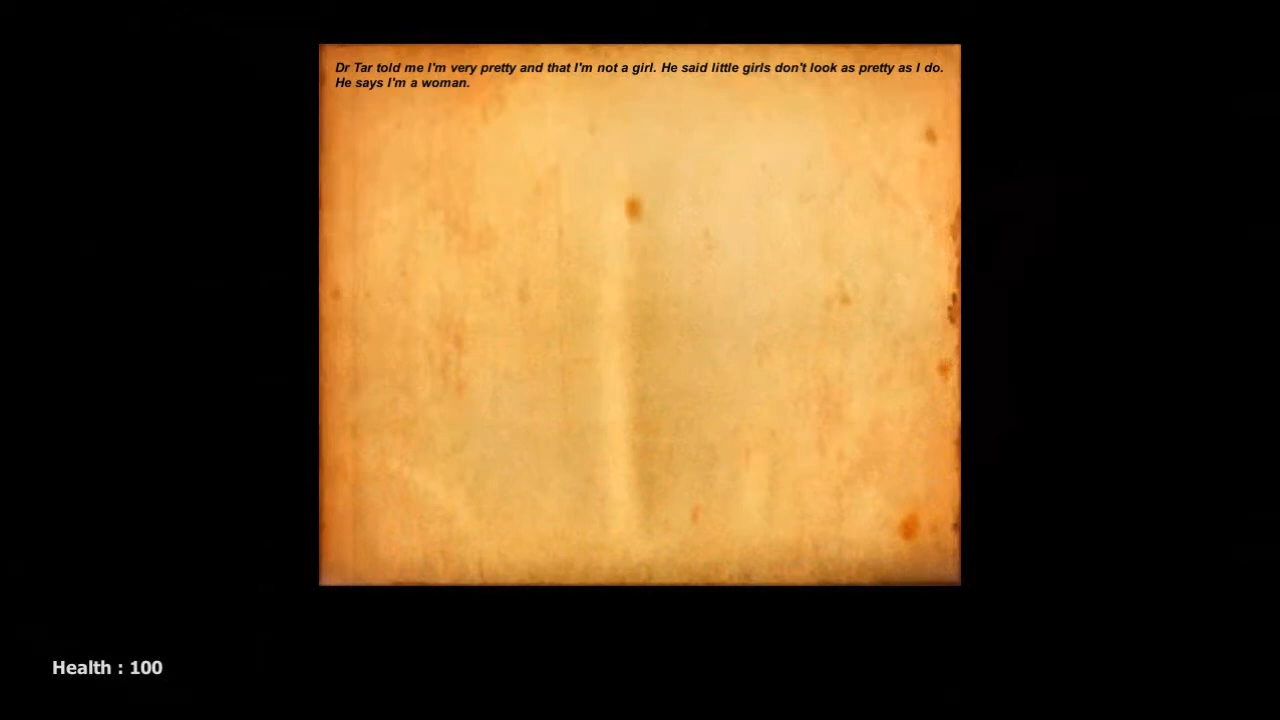 Dr Tar told me I'm very pretty and that I'm not a girl. He said little girls don't look as pretty as I do.
He says I'm a woman.
Health : 100